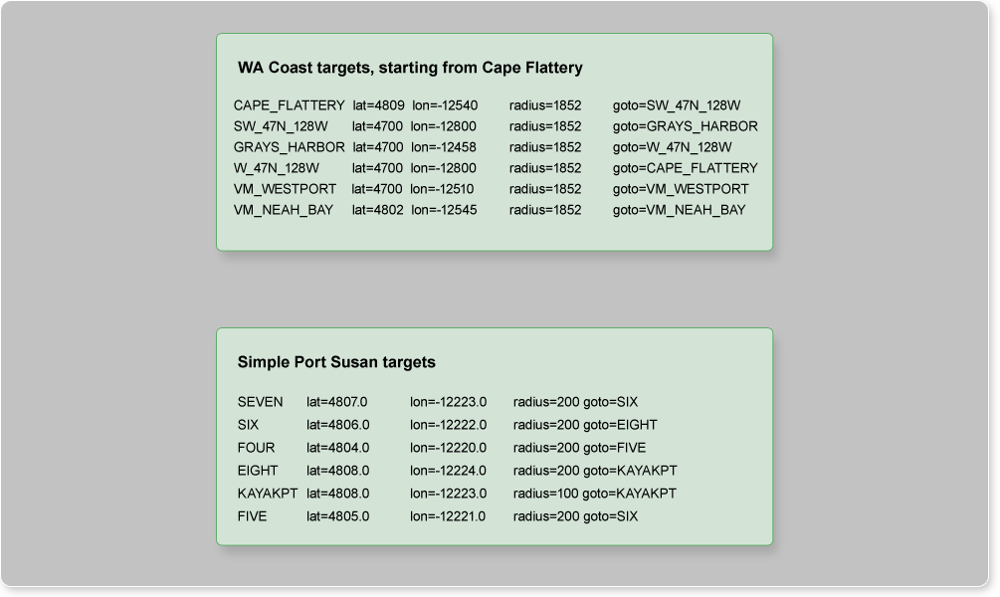 WA Coast targets, starting from Cape Flattery
CAPE_FLATTERY lat=4809 lon=-12540 radius=1852 goto=SW_47N_128W
SW_47N_128W lat=4700 lon=-12800 radius=1852 goto=GRAYS_HARBOR
GRAYS_HARBOR lat=4700 lon=-12458 radius=1852 goto=W_47N_128W
W_47N_128W lat=4700 lon=-12800 radius=1852 goto=CAPE_FLATTERY
VM_WESTPORT lat=4700 lon=-12510 radius=1852 goto=VM_WESTPORT
VM_NEAH_BAY lat=4802 lon=-12545 radius=1852 goto=VM_NEAH_BAY
Simple Port Susan targets
SEVEN lat=4807.0 lon=-12223.0 radius=200 goto=SIX
SIX lat=4806.0 lon=-12222.0 radius=200 goto=EIGHT
FOUR lat=4804.0 lon=-12220.0 radius=200 goto=FIVE
EIGHT lat=4808.0 lon=-12224.0 radius=200 goto=KAYAKPT
KAYAKPT lat=4808.0 lon=-12223.0 radius=100 goto=KAYAKPT
FIVE lat=4805.0 lon=-12221.0 radius=200 goto=SIX